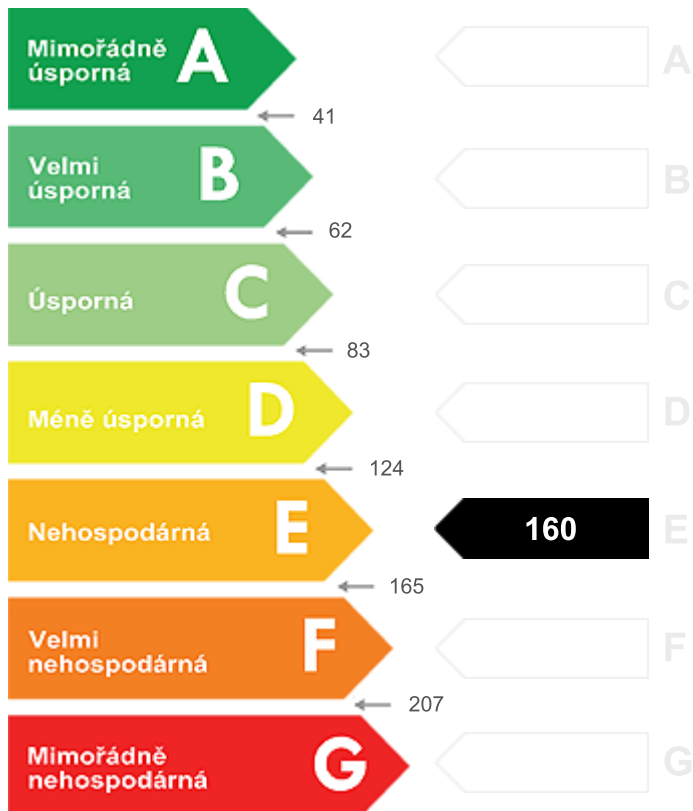 Mimořádně
úsporná
A
A
41
Velmi
úsporná
B
B
62
Úsporná
C
C
83
Méně úsporná
D
D
124
Nehospodárná
E
160
E
165
Velmi
nehospodárná
F
F
207
Mimořádně
nehospodárná
G
G